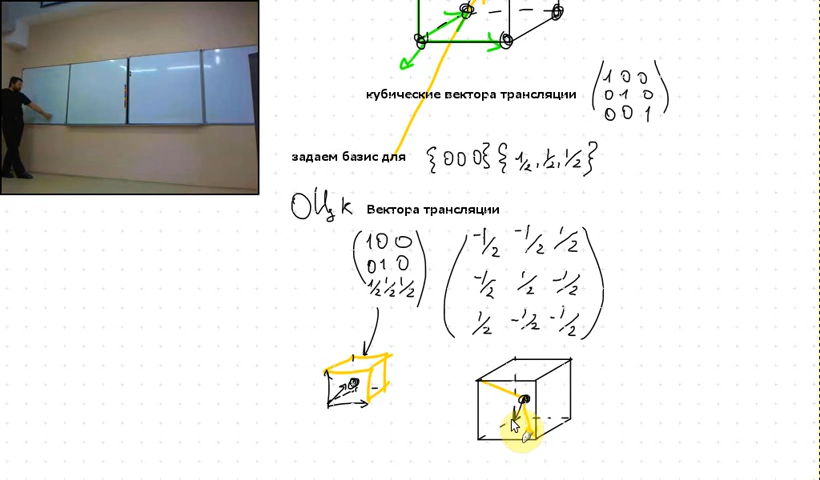 кубические вектора трансляции
1 0 0
0 1 0
0 0 1
задаем базис для {0 0 0} {1/2, 1/2, 1/2}
ОЦК Вектора трансляции
1 0 0
0 1 0
1/2 1/2 1/2
-1/2 -1/2 1/2
-1/2 1/2 -1/2
1/2 -1/2 -1/2